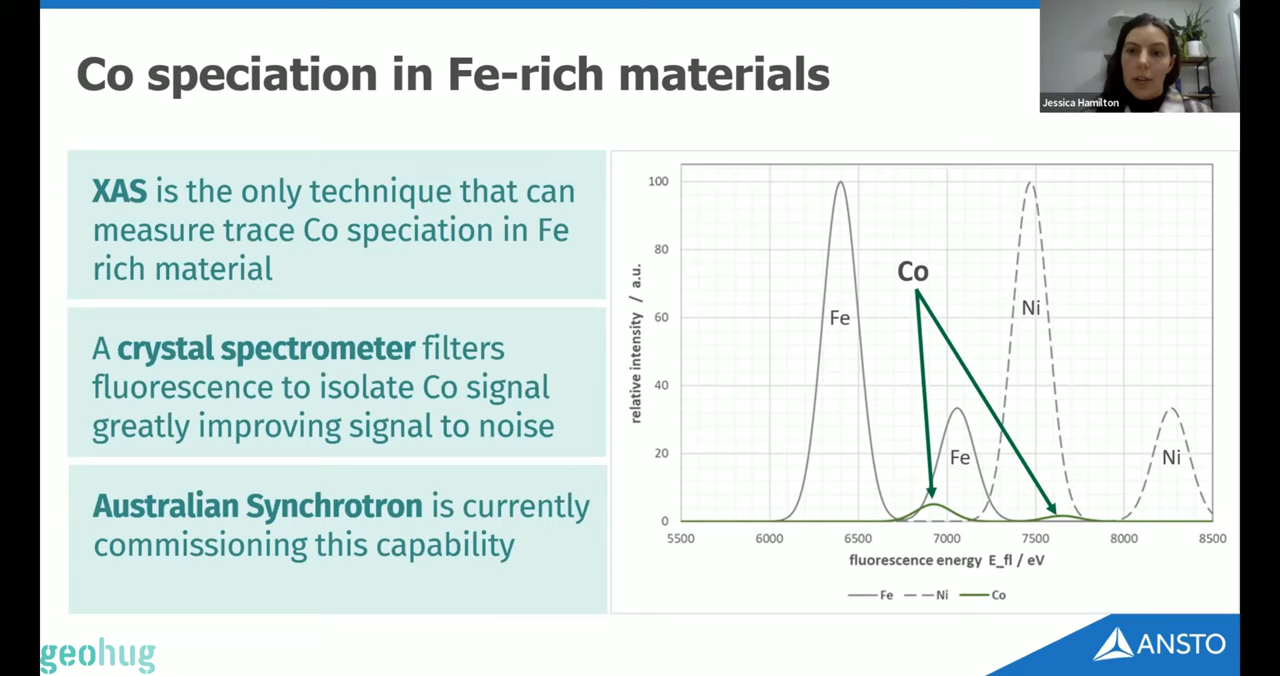 Co speciation in Fe-rich materials
Jessica Hamilton
XAS is the only technique that can
measure trace Co speciation in Fe
rich material
A crystal spectrometer filters
fluorescence to isolate Co signal
greatly improving signal to noise
Australian Synchrotron is currently
commissioning this capability
100
80
60
40
20
0
relative intensity / a.u.
Co
Fe
Ni
Fe
Ni
5500 6000 6500 7000 7500 8000 8500
fluorescence energy E_fl / eV
Fe Ni Co
geohug
ANSTO